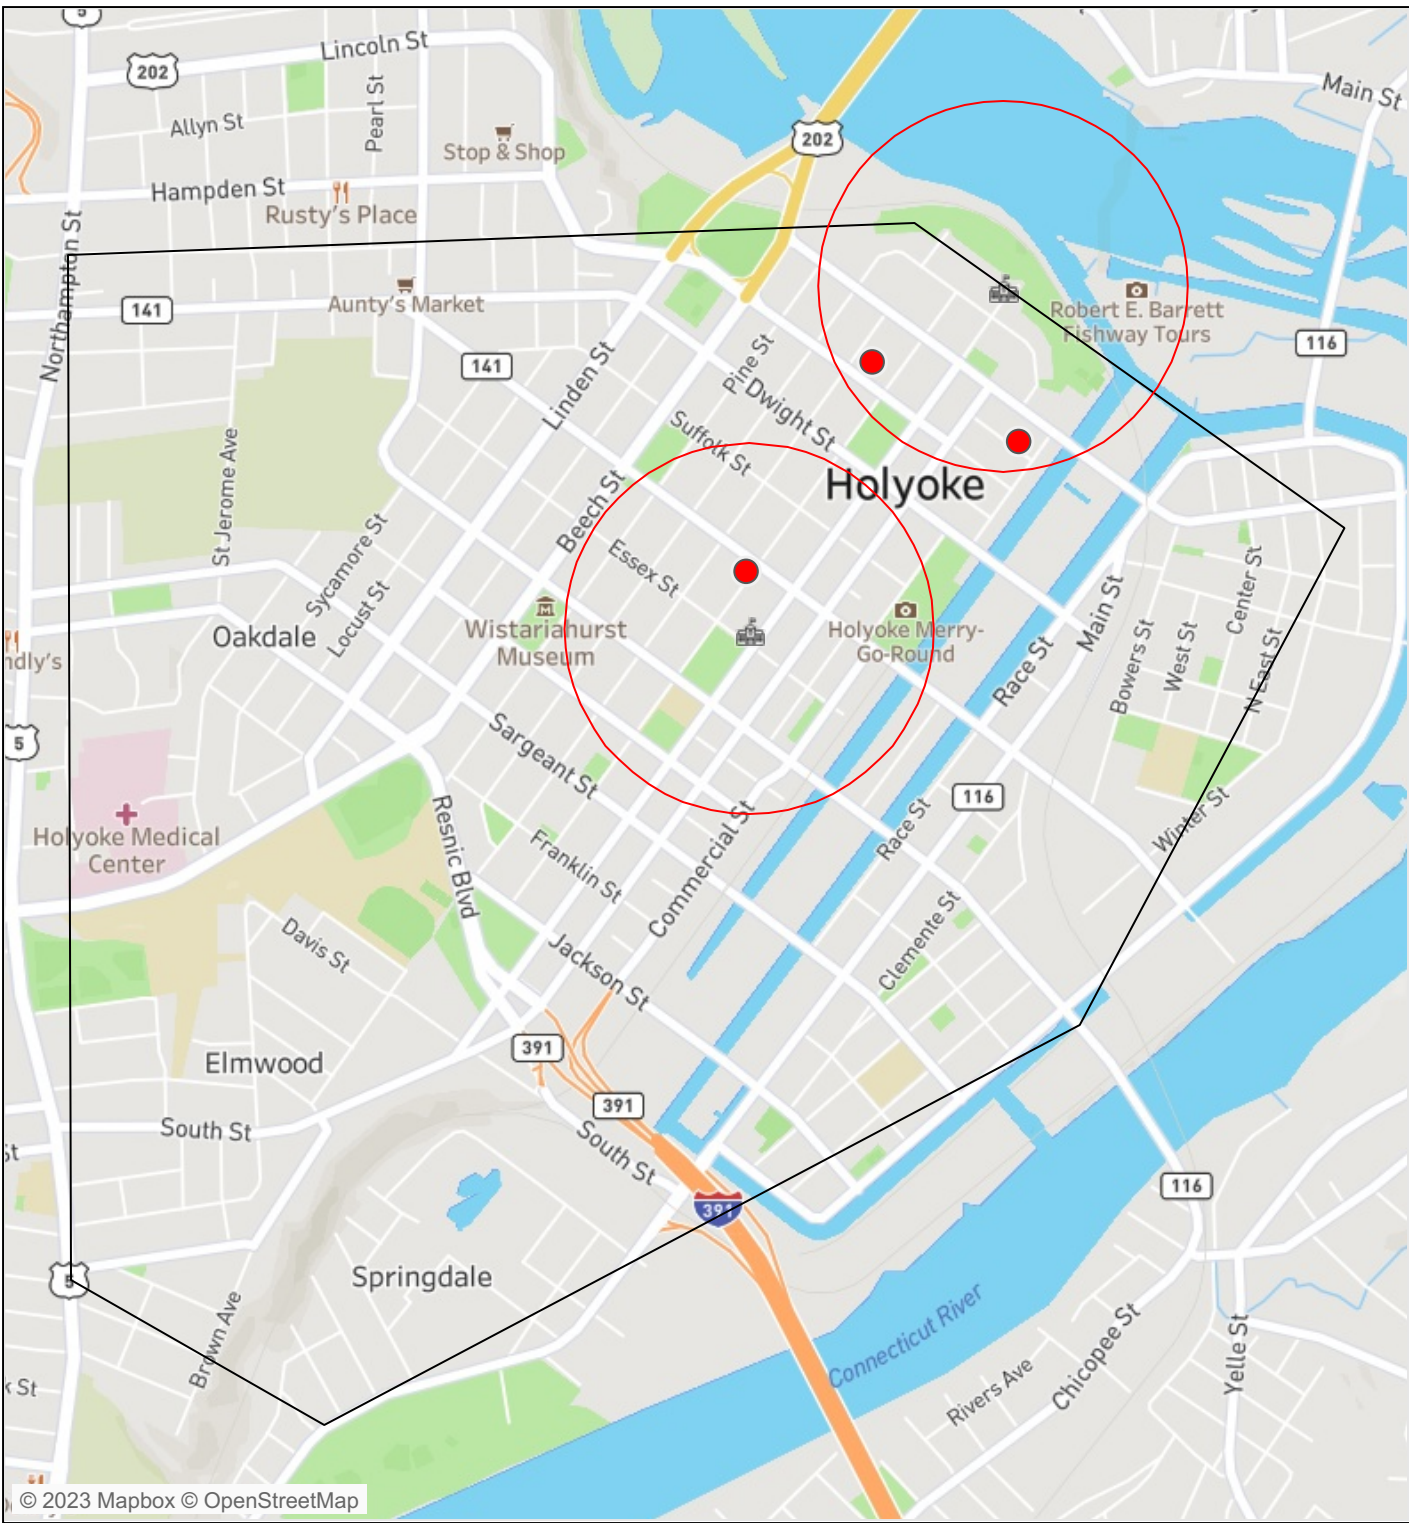 5
Lincoln St
202
Main St
Pearl St
Allyn St
202
Stop & Shop
Hampden St
Rusty's Place
Northampton St
141
Aunty's Market
Robert E. Barrett
Fishway Tours
116
141
Linden St
Pine St
Dwight St
Suffolk St
Holyoke
St Jerome Ave
Beech St
Sycamore St
Essex St
Locust St
Oakdale
Wistariahurst
Museum
Holyoke Merry-
Go-Round
Main St
Center St
Bowers St
West St
N East St
Race St
ndly's
5
Sargeant St
116
Holyoke Medical
Center
Resnic Blvd
Franklin St
Commercial St
Race St
Winter St
Davis St
Clemente St
Jackson St
391
Elmwood
391
South St
South St
St
116
391
5
Springdale
Brown Ave
Connecticut River
Chicopee St
Yelle St
Rivers Ave
k St
© 2023 Mapbox © OpenStreetMap